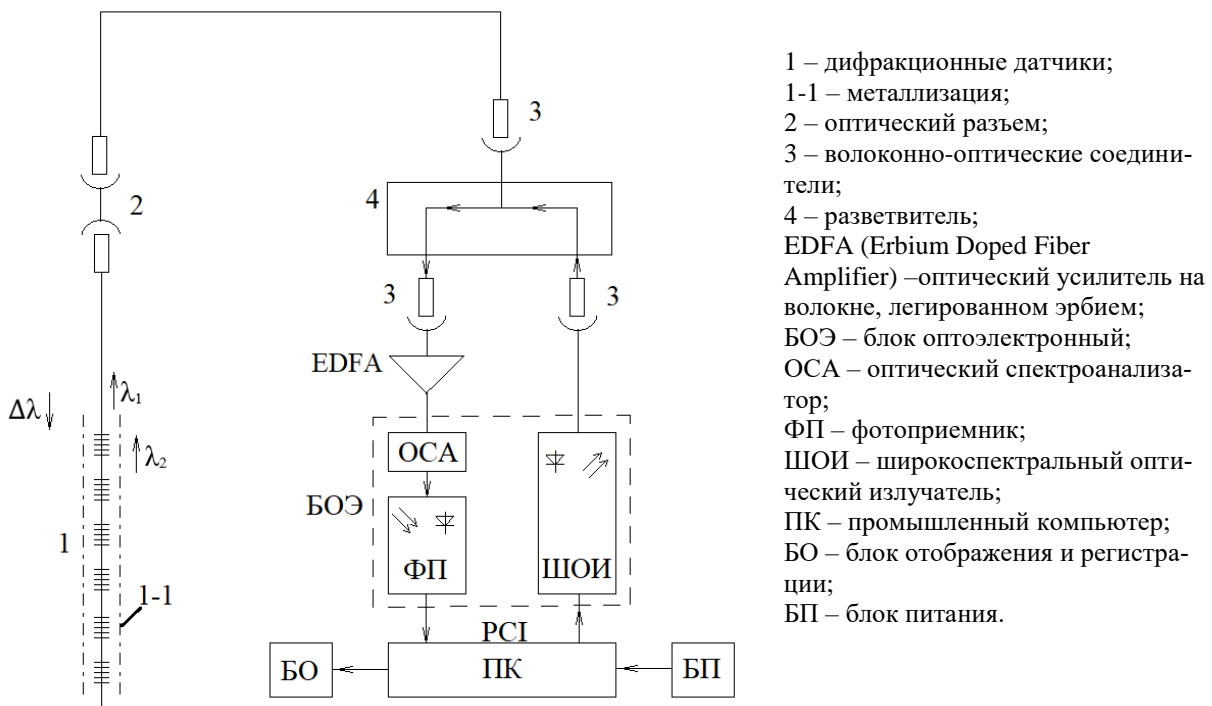 3
2
4
3
3
EDFA
Δλ
λ1
λ2
ОСА
БОЭ
1
ФП
ШОИ
1-1
PCI
БО
ПК
БП
1 – дифракционные датчики;
1-1 – металлизация;
2 – оптический разъем;
3 – волоконно-оптические соедини-
тели;
4 – разветвитель;
EDFA (Erbium Doped Fiber
Amplifier) –оптический усилитель на
волокне, легированном эрбием;
БОЭ – блок оптоэлектронный;
ОСА – оптический спектроанализа-
тор;
ФП – фотоприемник;
ШОИ – широкоспектральный опти-
ческий излучатель;
ПК – промышленный компьютер;
БО – блок отображения и регистра-
ции;
БП – блок питания.